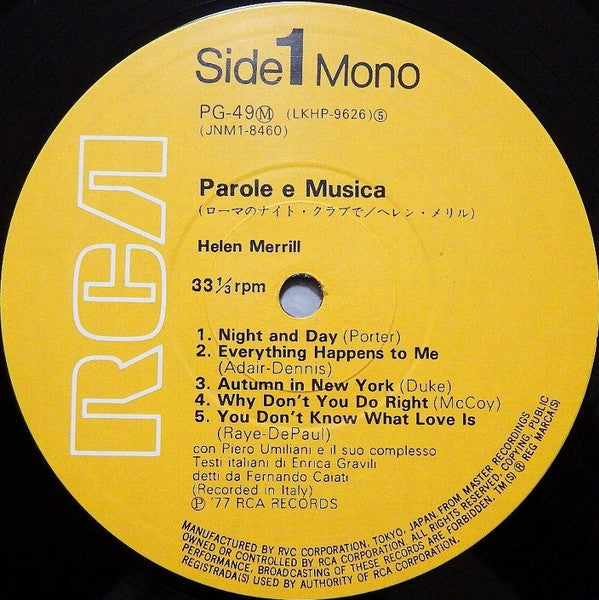 Side 1 Mono
PG-49Ⓜ (LKHP-9626)⑤
(JNM1-8460)
RCA
Parole e Musica
(ローマのナイト・クラブで/ヘレン・メリル)
Helen Merrill
33 1/3 rpm
1. Night and Day (Porter)
2. Everything Happens to Me
(Adair-Dennis)
3. Autumn in New York (Duke)
4. Why Don't You Do Right (McCoy)
5. You Don't Know What Love Is
(Raye-DePaul)
con Piero Umiliani e il suo complesso
Testi italiani di Enrica Gravili
detti da Fernando Caiati
(Recorded in Italy)
Ⓟ '77 RCA RECORDS
MANUFACTURED BY RVC CORPORATION, TOKYO, JAPAN, FROM MASTER RECORDINGS
OWNED OR CONTROLLED BY RCA CORPORATION. ALL RIGHTS RESERVED. COPYING, PUBLIC
PERFORMANCE, BROADCASTING OF THESE RECORDS ARE FORBIDDEN. TM(S) ® REG MARCA(S)
REGISTRADA(S) USED BY AUTHORITY OF RCA CORPORATION.